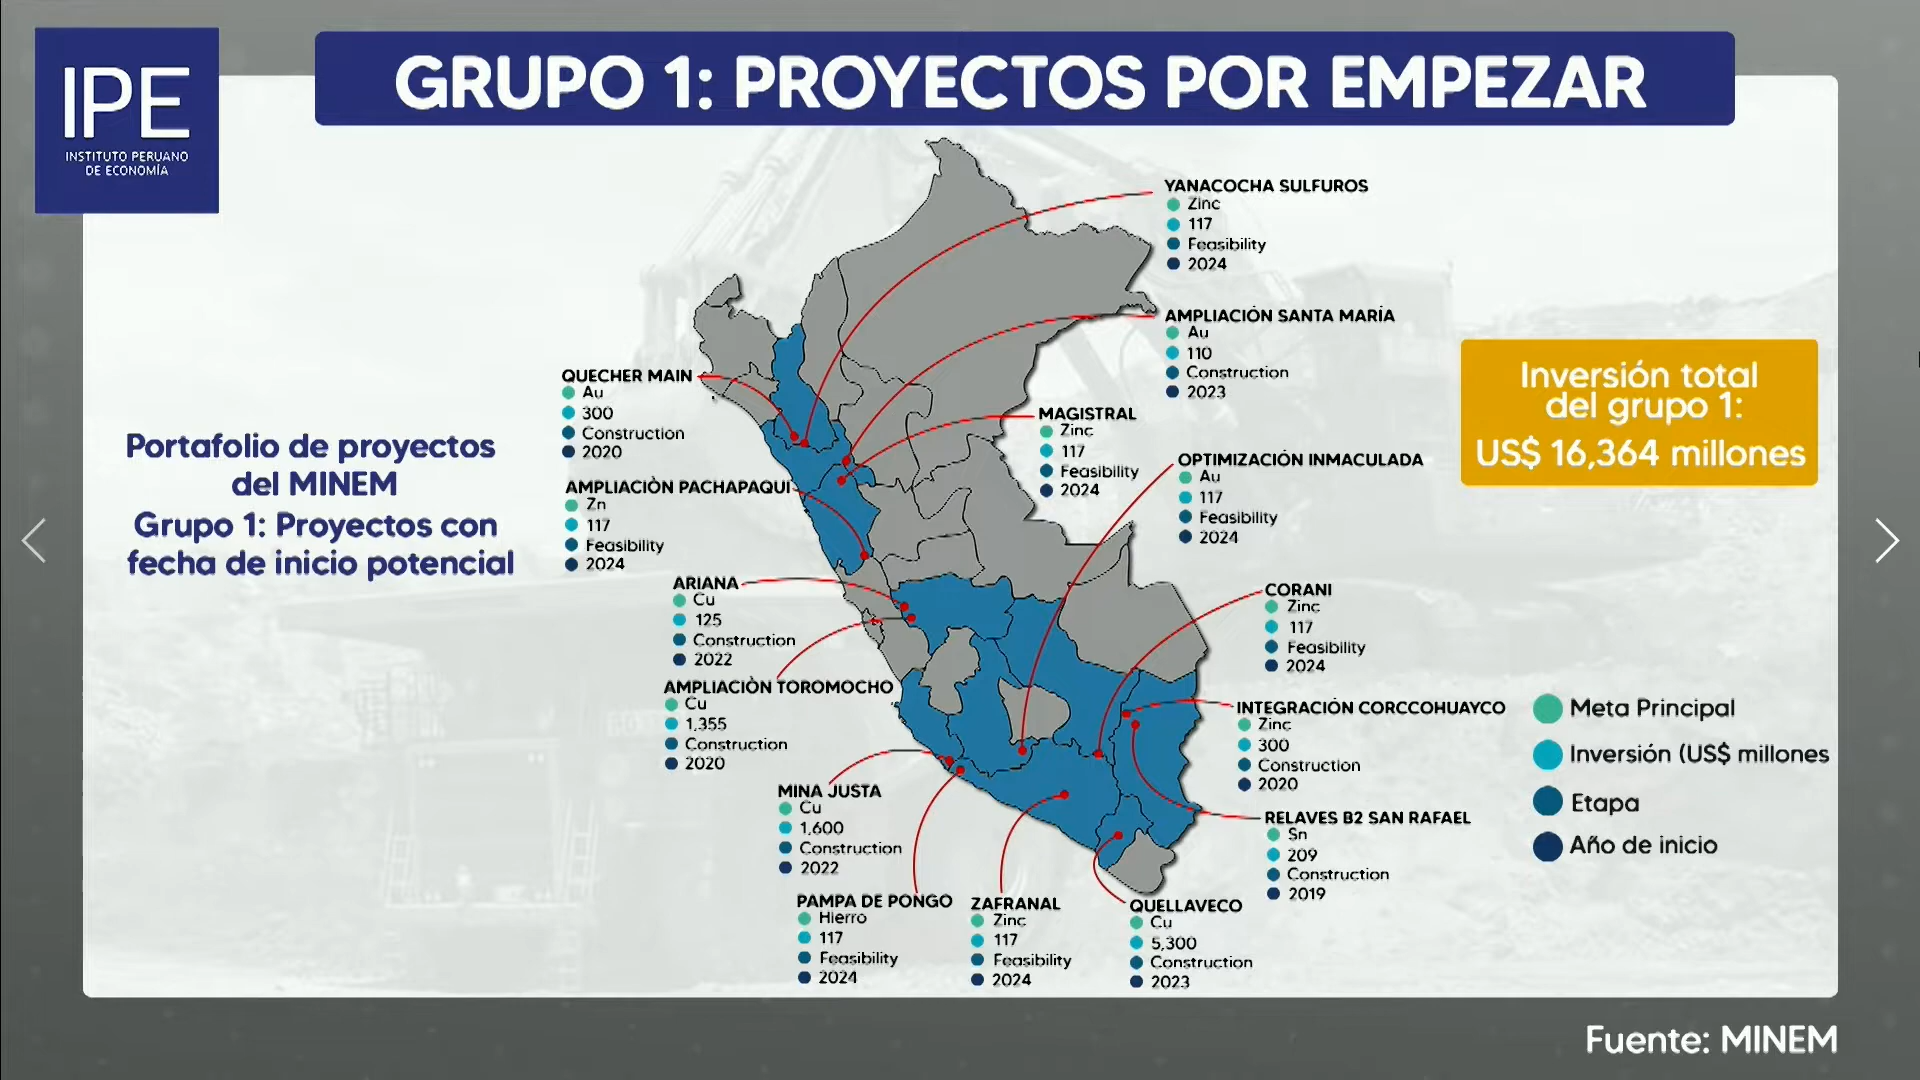 IPE
INSTITUTO PERUANO
DE ECONOMÍA
GRUPO 1: PROYECTOS POR EMPEZAR
Portafolio de proyectos
del MINEM
Grupo 1: Proyectos con
fecha de inicio potencial
QUECHER MAIN
Au
300
Construction
2020
AMPLIACIÒN PACHAPAQUI
Zn
117
Feasibility
2024
ARIANA
Cu
125
Construction
2022
AMPLIACIÒN TOROMOCHO
Cu
1,355
Construction
2020
MINA JUSTA
Cu
1,600
Construction
2022
PAMPA DE PONGO
Hierro
117
Feasibility
2024
ZAFRANAL
Zinc
117
Feasibility
2024
QUELLAVECO
Cu
5,300
Construction
2023
YANACOCHA SULFUROS
Zinc
117
Feasibility
2024
AMPLIACIÓN SANTA MARÍA
Au
110
Construction
2023
MAGISTRAL
Zinc
117
Feasibility
2024
OPTIMIZACIÓN INMACULADA
Au
117
Feasibility
2024
CORANI
Zinc
117
Feasibility
2024
INTEGRACIÓN CORCCOHUAYCO
Zinc
300
Construction
2020
RELAVES B2 SAN RAFAEL
Sn
209
Construction
2019
Inversión total
del grupo 1:
US$ 16,364 millones
Meta Principal
Inversión (US$ millones
Etapa
Año de inicio
Fuente: MINEM